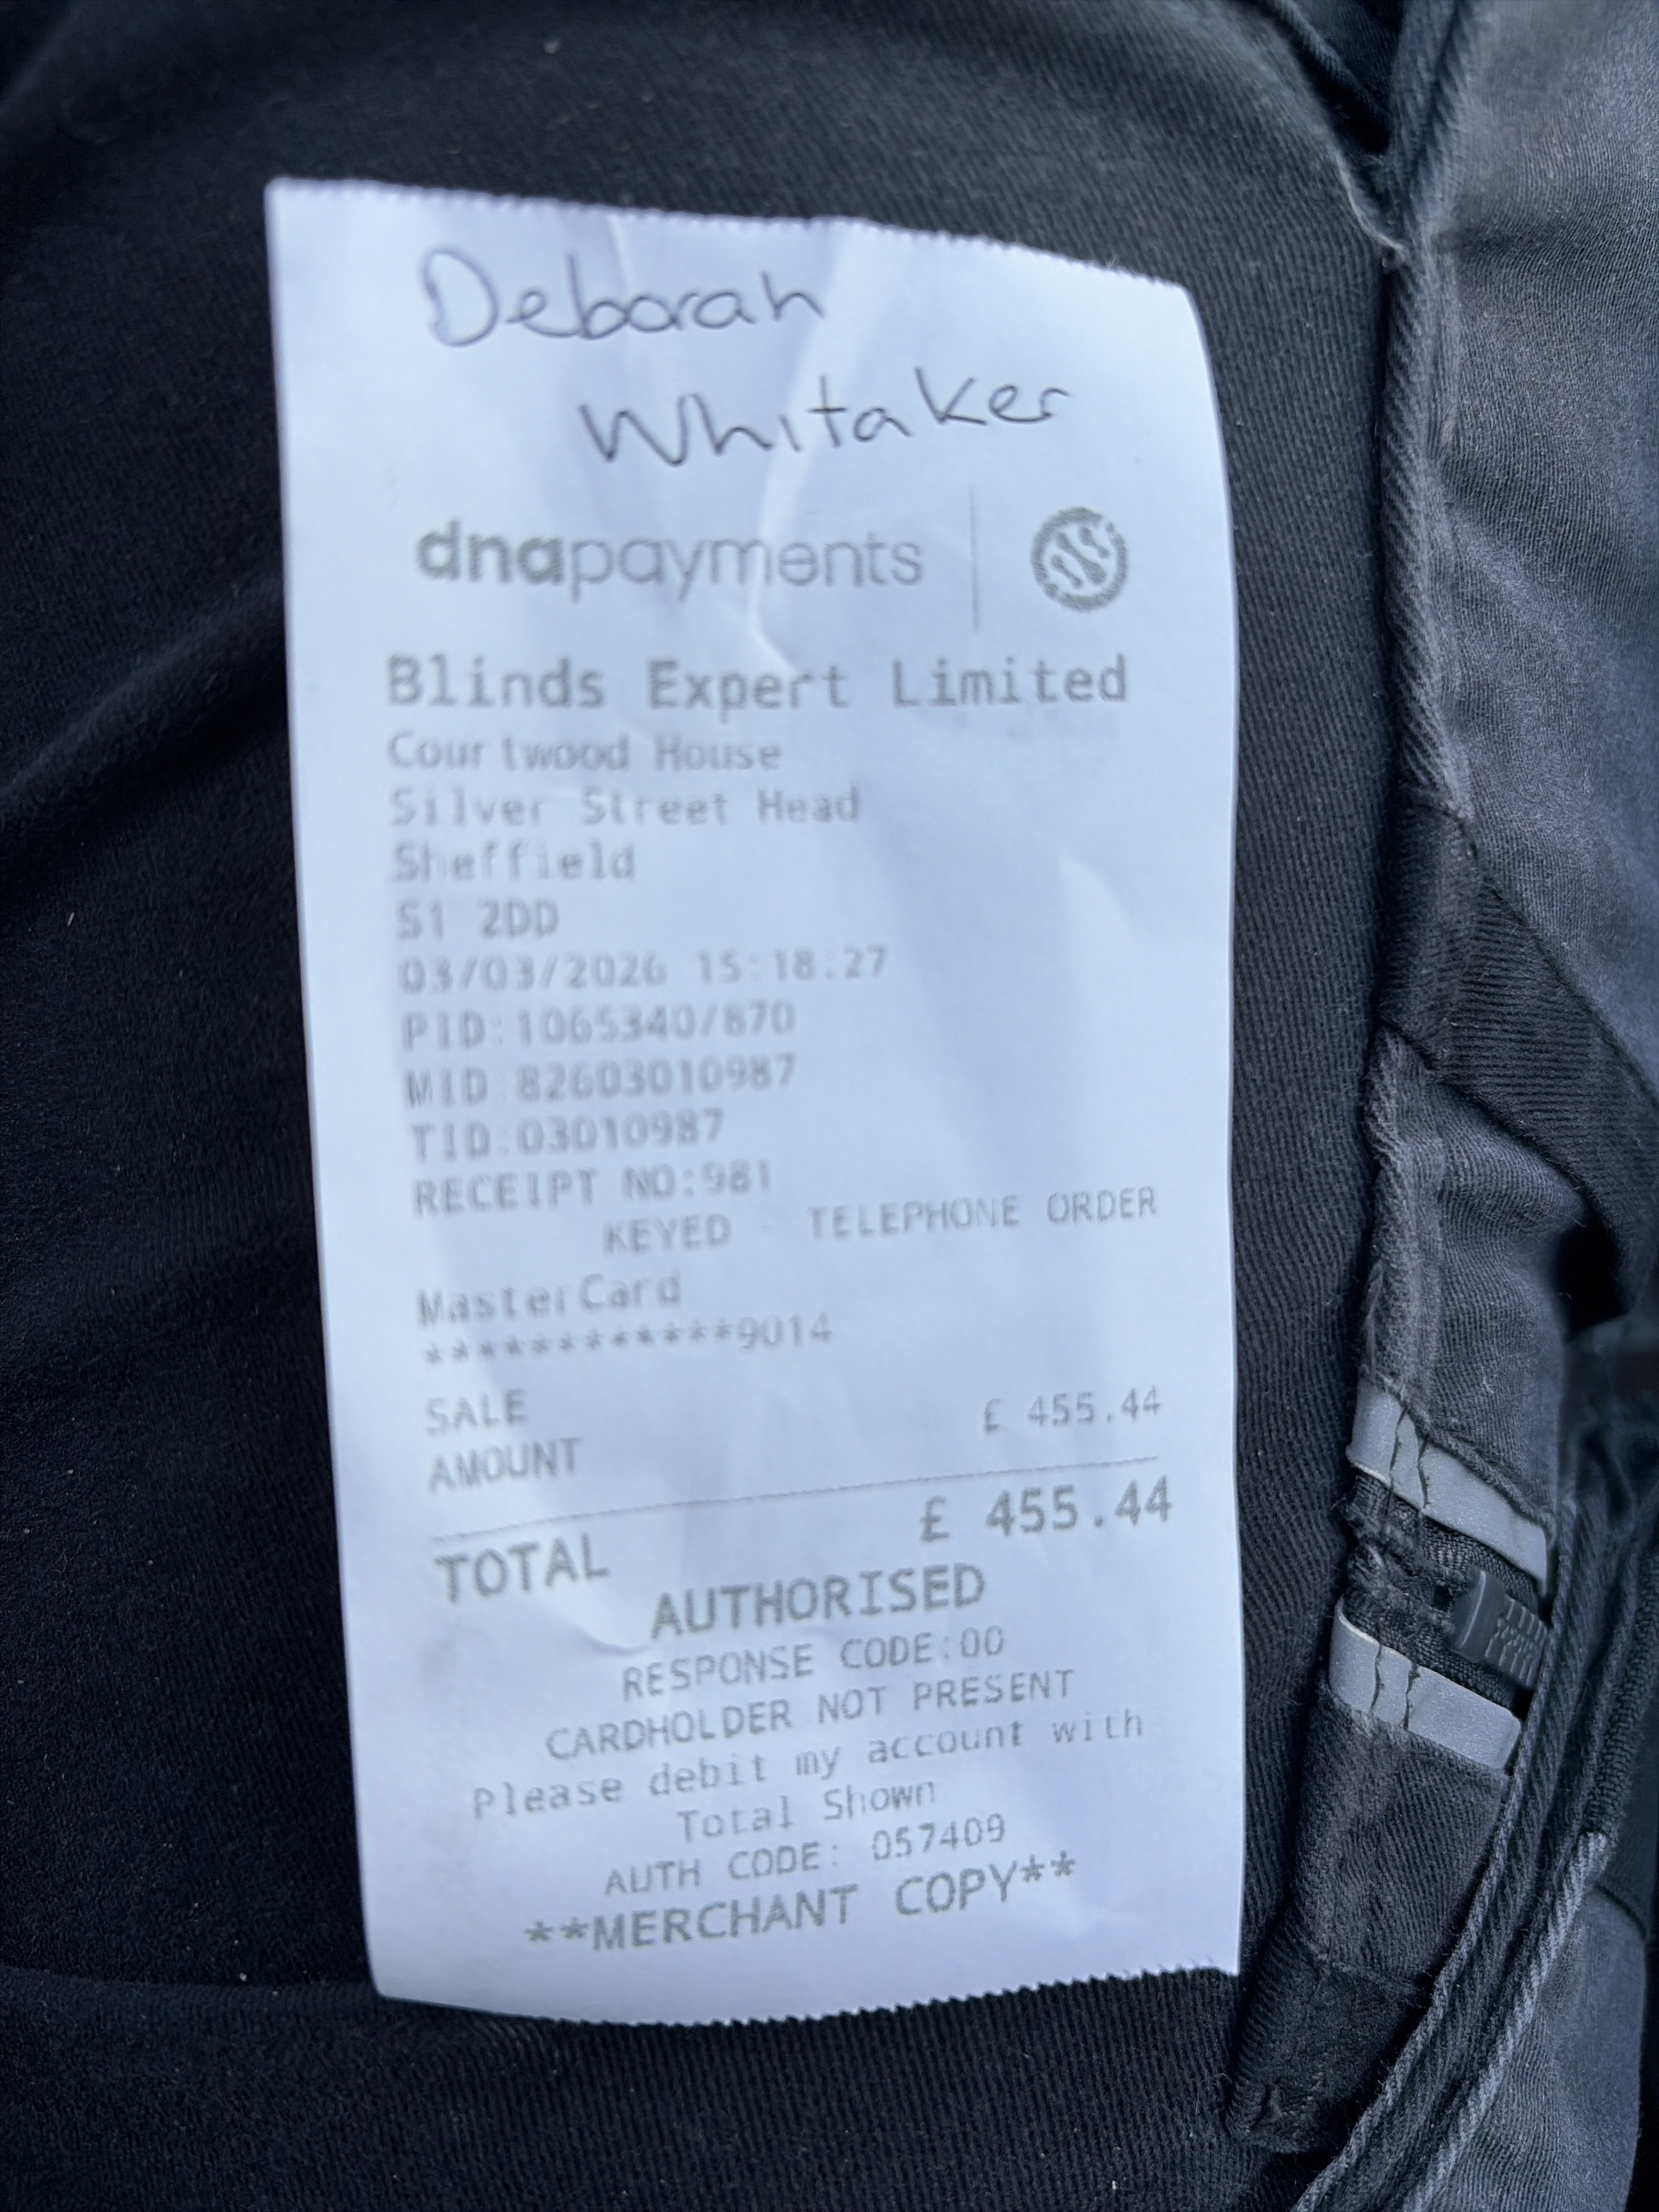 Deborah
Whitaker
dnapayments
Blinds Expert Limited
Courtwood House
Silver Street Head
Sheffield
S1 2DD
03/03/2026 15:18:27
PID:1065340/870
MID:82603010987
TID:03010987
RECEIPT NO:981
KEYED - TELEPHONE ORDER
MasterCard
************9014
SALE
AMOUNT £ 455.44
TOTAL £ 455.44
AUTHORISED
RESPONSE CODE:00
CARDHOLDER NOT PRESENT
Please debit my account with
Total Shown
AUTH CODE: 057409
**MERCHANT COPY**